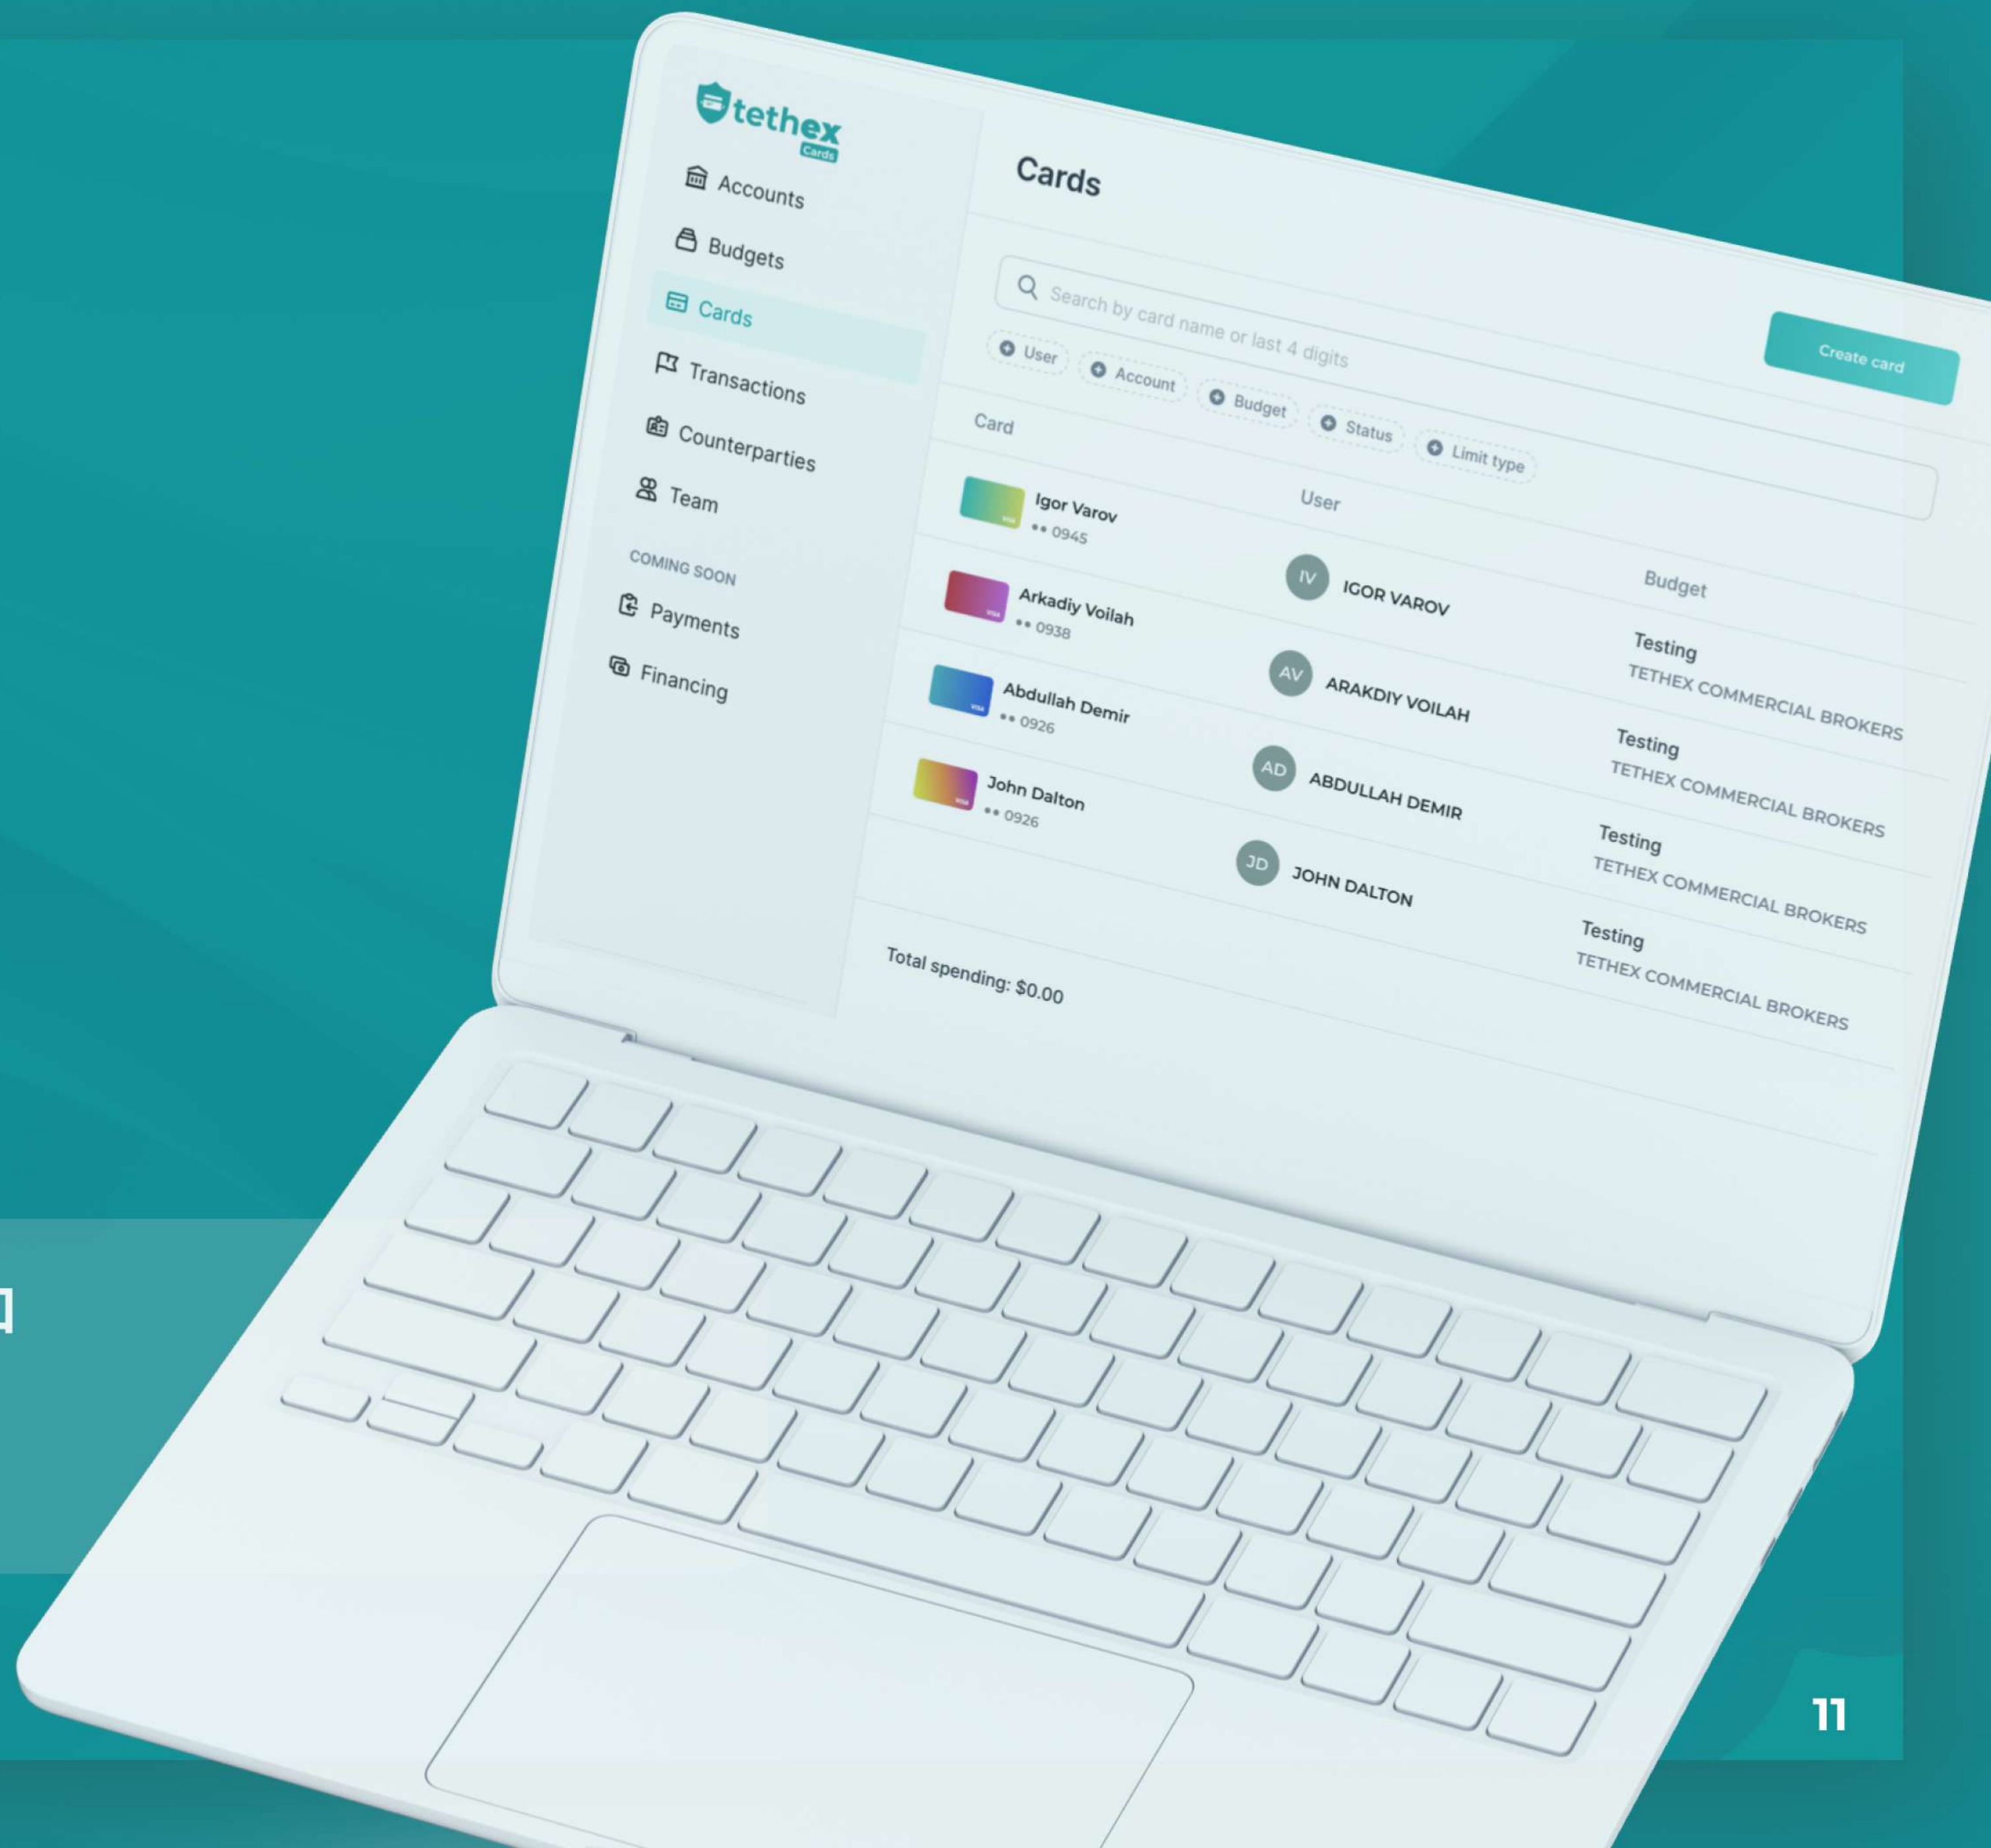 tethex
Cards
Accounts
Budgets
Cards
Transactions
Counterparties
Team
COMING SOON
Payments
Financing
Cards
Create card
Search by card name or last 4 digits
User Account Budget Status Limit type
Card User Budget
Igor Varov
•• 0945
VISA
IV IGOR VAROV
Testing
TETHEX COMMERCIAL BROKERS
Arkadiy Voilah
•• 0938
VISA
AV ARAKDIY VOILAH
Testing
TETHEX COMMERCIAL BROKERS
Abdullah Demir
•• 0926
VISA
AD ABDULLAH DEMIR
Testing
TETHEX COMMERCIAL BROKERS
John Dalton
•• 0926
VISA
JD JOHN DALTON
Testing
TETHEX COMMERCIAL BROKERS
Total spending: $0.00
11